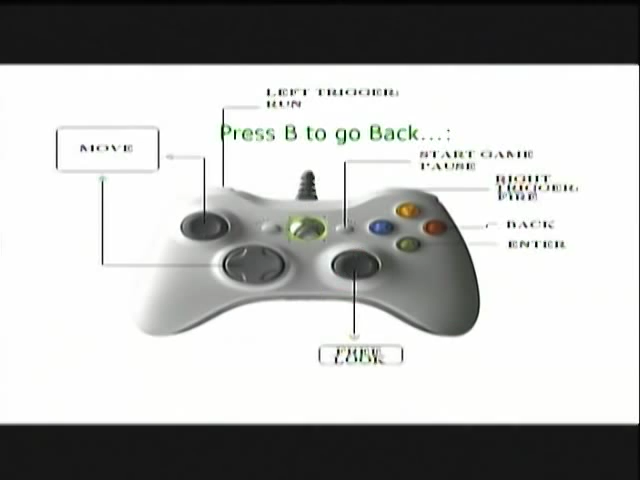 LEFT TRIGGER:
RUN
Press B to go Back...:
MOVE
START GAME
PAUSE
RIGHT
TRIGGER:
FIRE
BACK
ENTER
FREE
LOOK